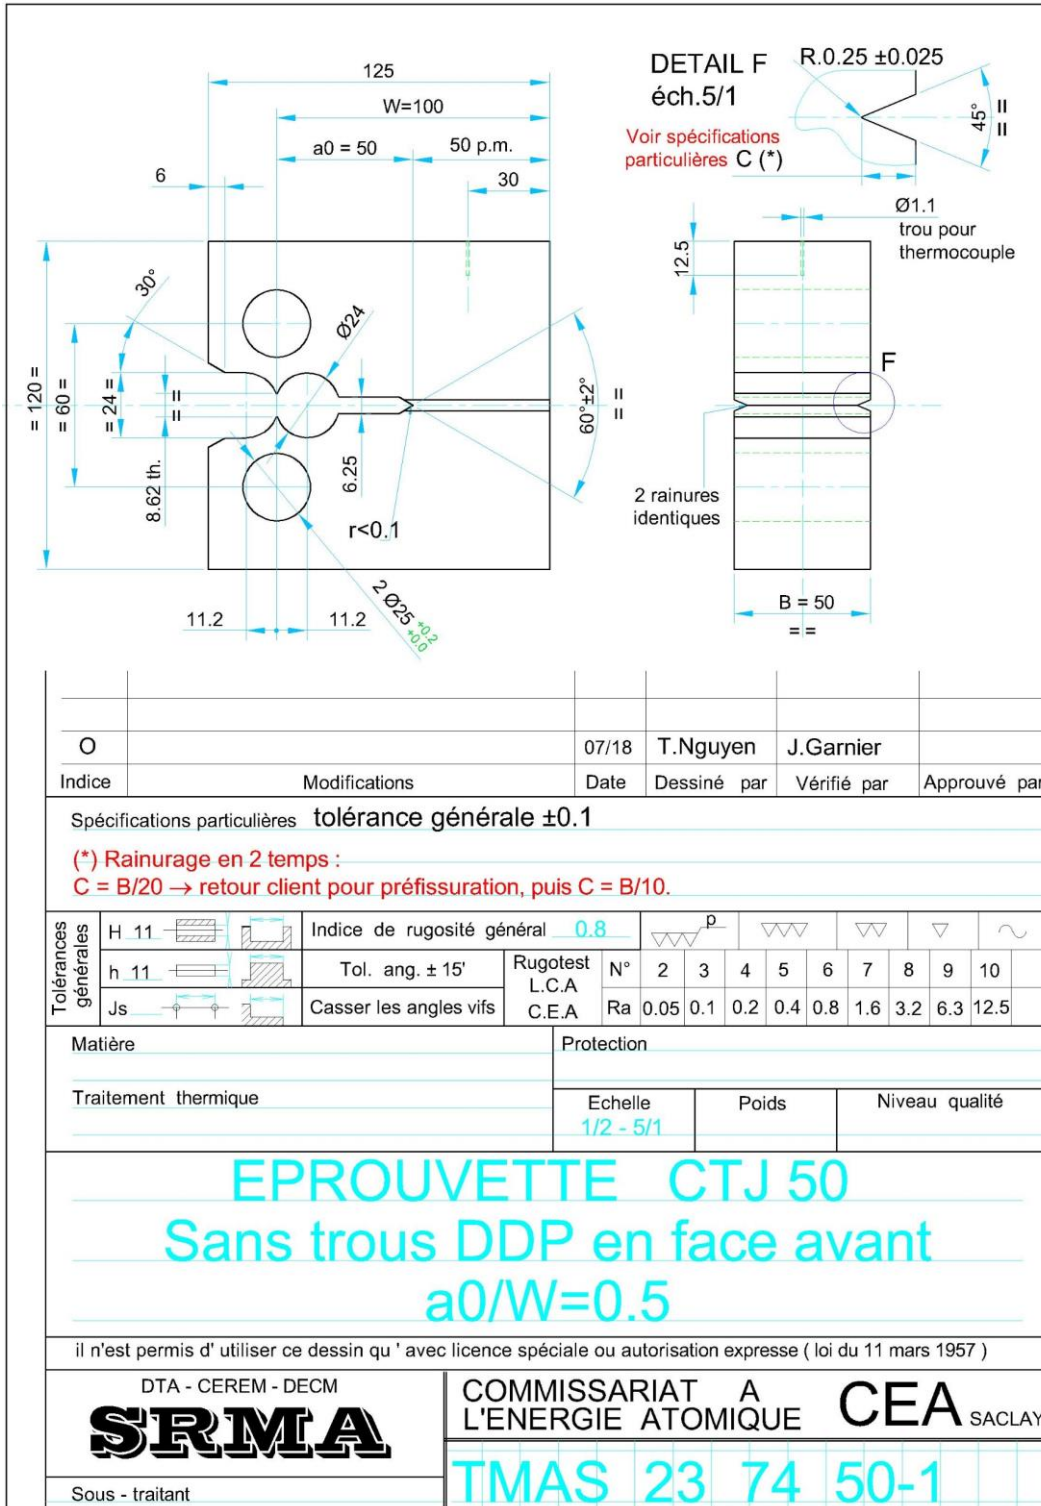 125
W=100
a0 = 50
50 p.m.
30
6
DETAIL F
éch.5/1
R.0.25 ±0.025
45°
=
=
Voir spécifications
particulières C (*)
Ø1.1
trou pour
thermocouple
12.5
30°
Ø24
= 120 =
= 60 =
= 24 =
=
=
8.62 th.
6.25
r<0.1
60°±2°
=
=
F
2 rainures
identiques
11.2
11.2
2 Ø25 +0.2
+0.0
B = 50
= =
O 07/18 T.Nguyen J.Garnier
Indice Modifications Date Dessiné par Vérifié par Approuvé par
Spécifications particulières tolérance générale ±0.1
(*) Rainurage en 2 temps :
C = B/20 → retour client pour préfissuration, puis C = B/10.
Tolérances
générales
H 11 Indice de rugosité général 0.8 p
h 11 Tol. ang. ± 15' Rugotest
L.C.A
C.E.A
N° 2 3 4 5 6 7 8 9 10
Js Casser les angles vifs Ra 0.05 0.1 0.2 0.4 0.8 1.6 3.2 6.3 12.5
Matière Protection
Traitement thermique Echelle Poids Niveau qualité
1/2 - 5/1
EPROUVETTE CTJ 50
Sans trous DDP en face avant
a0/W=0.5
il n'est permis d' utiliser ce dessin qu ' avec licence spéciale ou autorisation expresse ( loi du 11 mars 1957 )
DTA - CEREM - DECM
SRMA
COMMISSARIAT A
L'ENERGIE ATOMIQUE
CEA SACLAY
Sous - traitant
TMAS 23 74 50-1